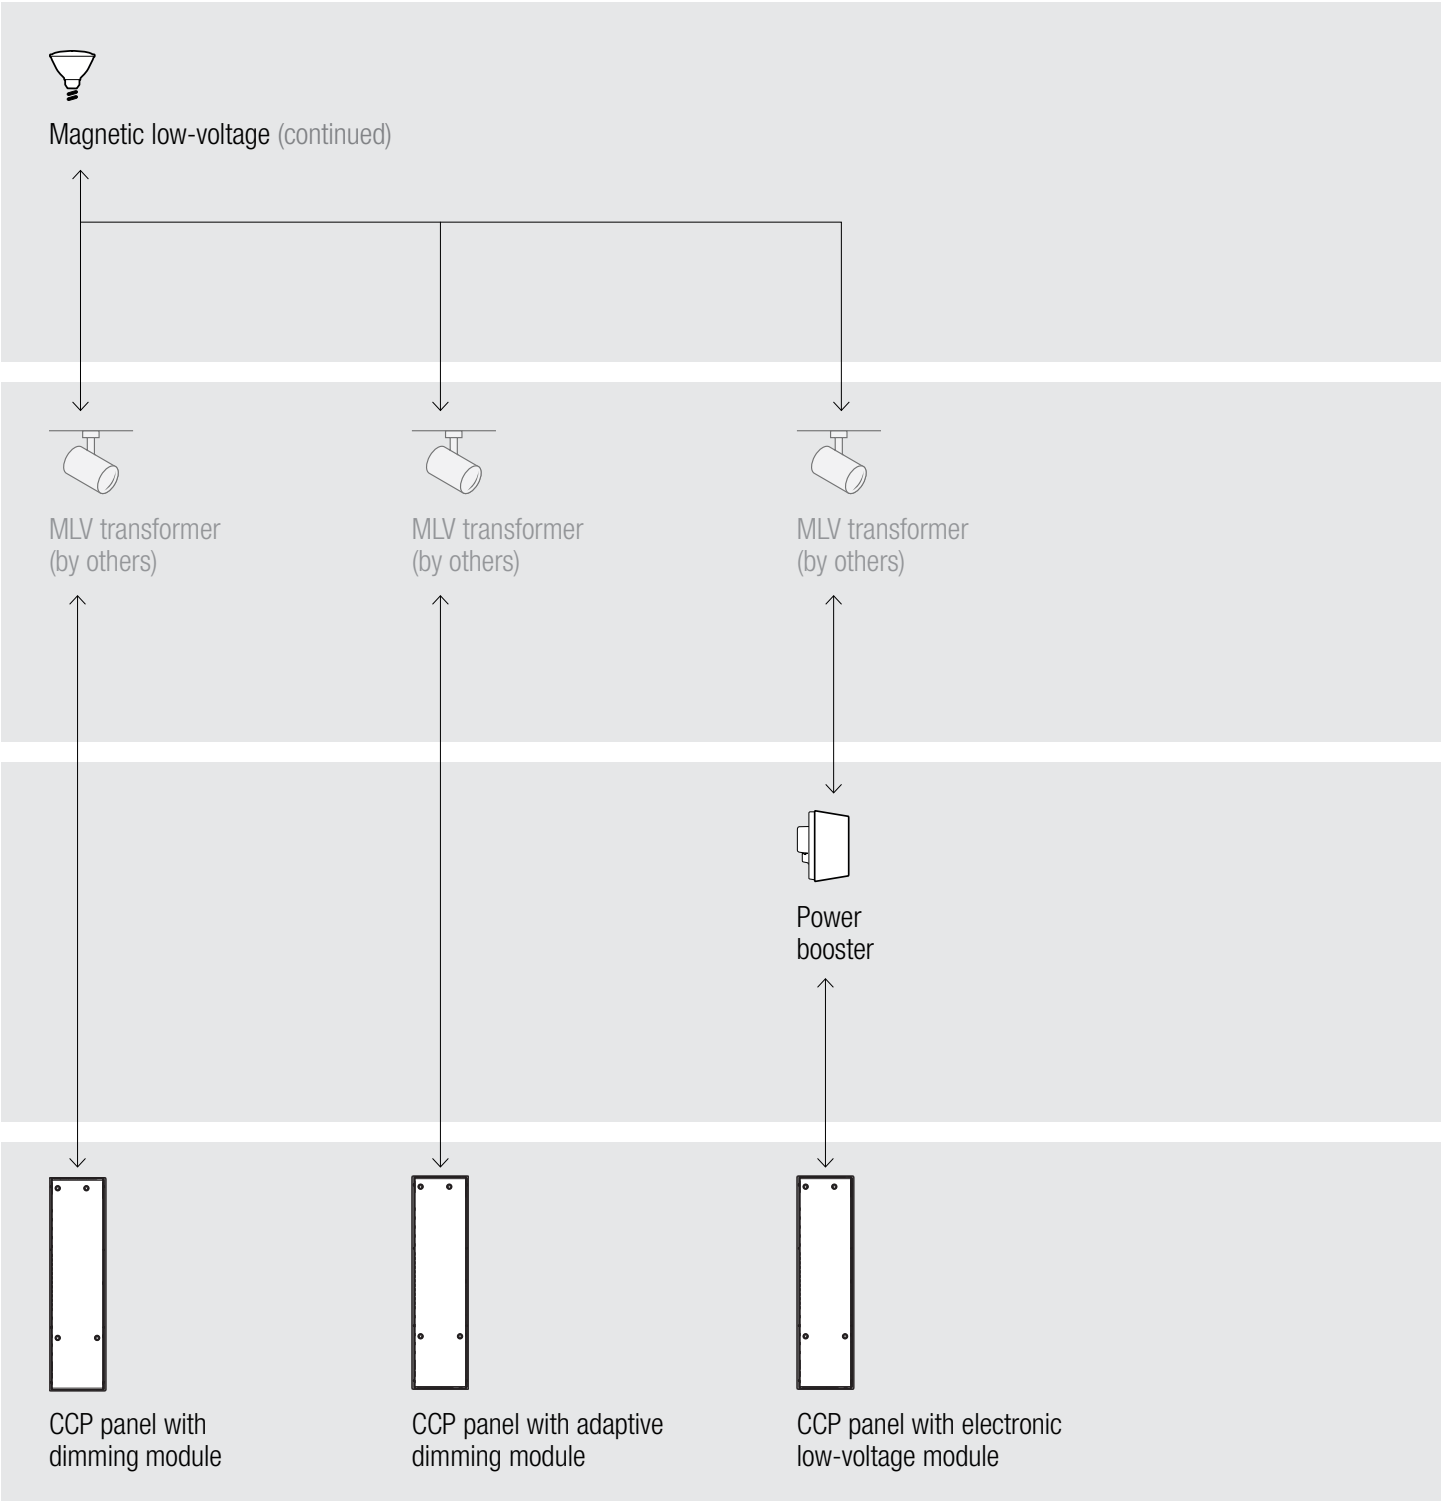 Magnetic low-voltage (continued)
MLV transformer
(by others)
MLV transformer
(by others)
MLV transformer
(by others)
Power
booster
CCP panel with
dimming module
CCP panel with adaptive
dimming module
CCP panel with electronic
low-voltage module